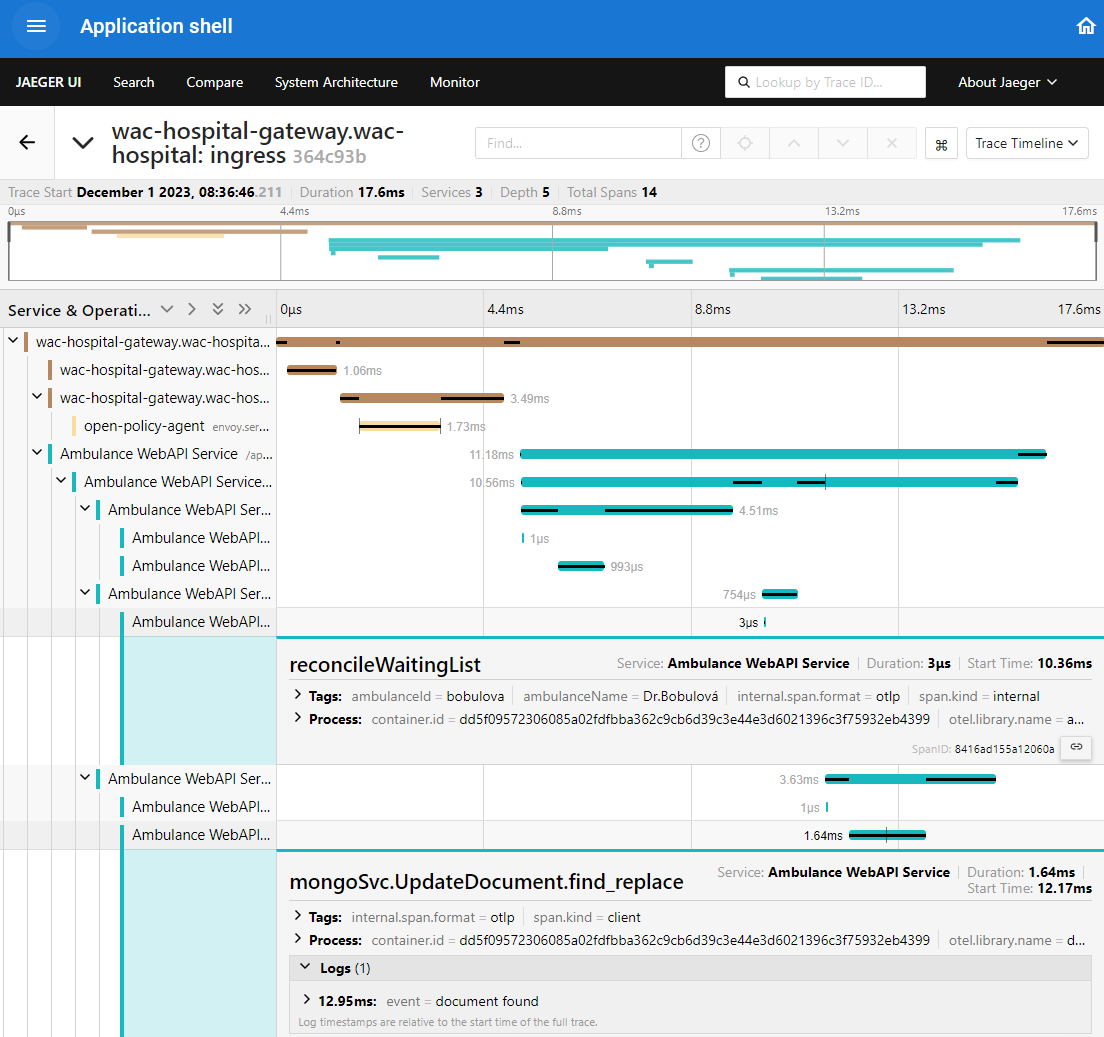 Application shell
JAEGER UI Search Compare System Architecture Monitor Lookup by Trace ID... About Jaeger
wac-hospital-gateway.wac-
hospital: ingress 364c93b
Find... Trace Timeline
Trace Start December 1 2023, 08:36:46.211 Duration 17.6ms Services 3 Depth 5 Total Spans 14
0μs 4.4ms 8.8ms 13.2ms 17.6ms
Service & Operati... 0μs 4.4ms 8.8ms 13.2ms 17.6ms
wac-hospital-gateway.wac-hospita...
wac-hospital-gateway.wac-hos... 1.06ms
wac-hospital-gateway.wac-hos... 3.49ms
open-policy-agent envoy.ser... 1.73ms
Ambulance WebAPI Service /ap... 11.18ms
Ambulance WebAPI Service... 10.56ms
Ambulance WebAPI Ser... 4.51ms
Ambulance WebAPI... 1μs
Ambulance WebAPI... 993μs
Ambulance WebAPI Ser... 754μs
Ambulance WebAPI... 3μs
reconcileWaitingList Service: Ambulance WebAPI Service Duration: 3μs Start Time: 10.36ms
Tags: ambulanceId = bobulova ambulanceName = Dr.Bobulová internal.span.format = otlp span.kind = internal
Process: container.id = dd5f09572306085a02fdfbba362c9cb6d39c3e44e3d6021396c3f75932eb4399 otel.library.name = a...
SpanID: 8416ad155a12060a
Ambulance WebAPI Ser... 3.63ms
Ambulance WebAPI... 1μs
Ambulance WebAPI... 1.64ms
mongoSvc.UpdateDocument.find_replace Service: Ambulance WebAPI Service Duration: 1.64ms
Start Time: 12.17ms
Tags: internal.span.format = otlp span.kind = client
Process: container.id = dd5f09572306085a02fdfbba362c9cb6d39c3e44e3d6021396c3f75932eb4399 otel.library.name = d...
Logs (1)
12.95ms: event = document found
Log timestamps are relative to the start time of the full trace.